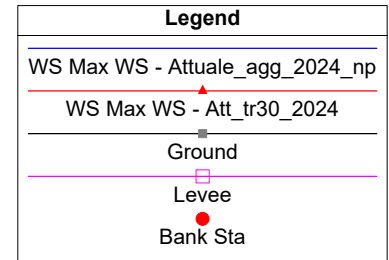 Legend
WS Max WS - Attuale_agg_2024_np
WS Max WS - Att_tr30_2024
Ground
Levee
Bank Sta